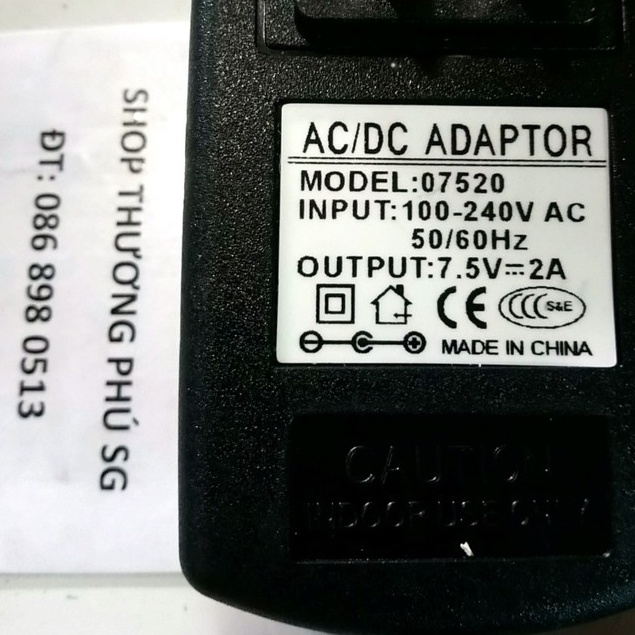 SHOP THƯƠNG PHÚ SG
ĐT: 086 898 0513
AC/DC ADAPTOR
MODEL:07520
INPUT:100-240V AC
50/60Hz
OUTPUT:7.5V⎓2A
CE CCC S&E
MADE IN CHINA
CAUTION
INDOOR USE ONLY